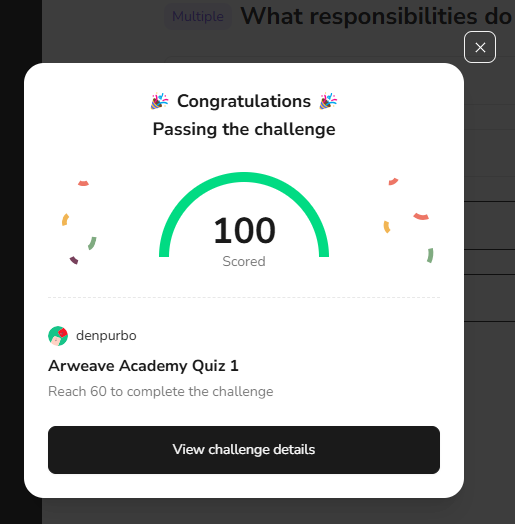 Multiple What responsibilities do
Congratulations
Passing the challenge
100
Scored
denpurbo
Arweave Academy Quiz 1
Reach 60 to complete the challenge
View challenge details